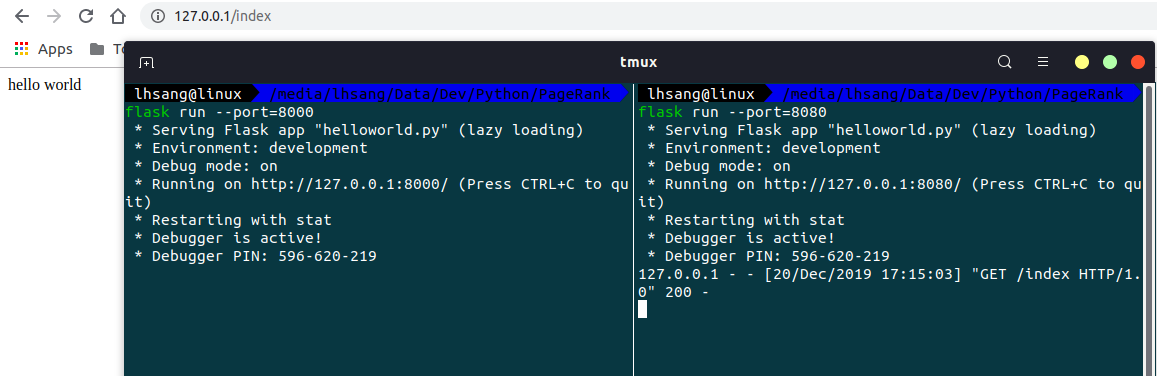 127.0.0.1/index
Apps
To
hello world
tmux
lhsang@linux /media/lhsang/Data/Dev/Python/PageRank
flask run --port=8000
* Serving Flask app "helloworld.py" (lazy loading)
* Environment: development
* Debug mode: on
* Running on http://127.0.0.1:8000/ (Press CTRL+C to qu
it)
* Restarting with stat
* Debugger is active!
* Debugger PIN: 596-620-219
lhsang@linux /media/lhsang/Data/Dev/Python/PageRank
flask run --port=8080
* Serving Flask app "helloworld.py" (lazy loading)
* Environment: development
* Debug mode: on
* Running on http://127.0.0.1:8080/ (Press CTRL+C to qu
it)
* Restarting with stat
* Debugger is active!
* Debugger PIN: 596-620-219
127.0.0.1 - - [20/Dec/2019 17:15:03] "GET /index HTTP/1.
0" 200 -